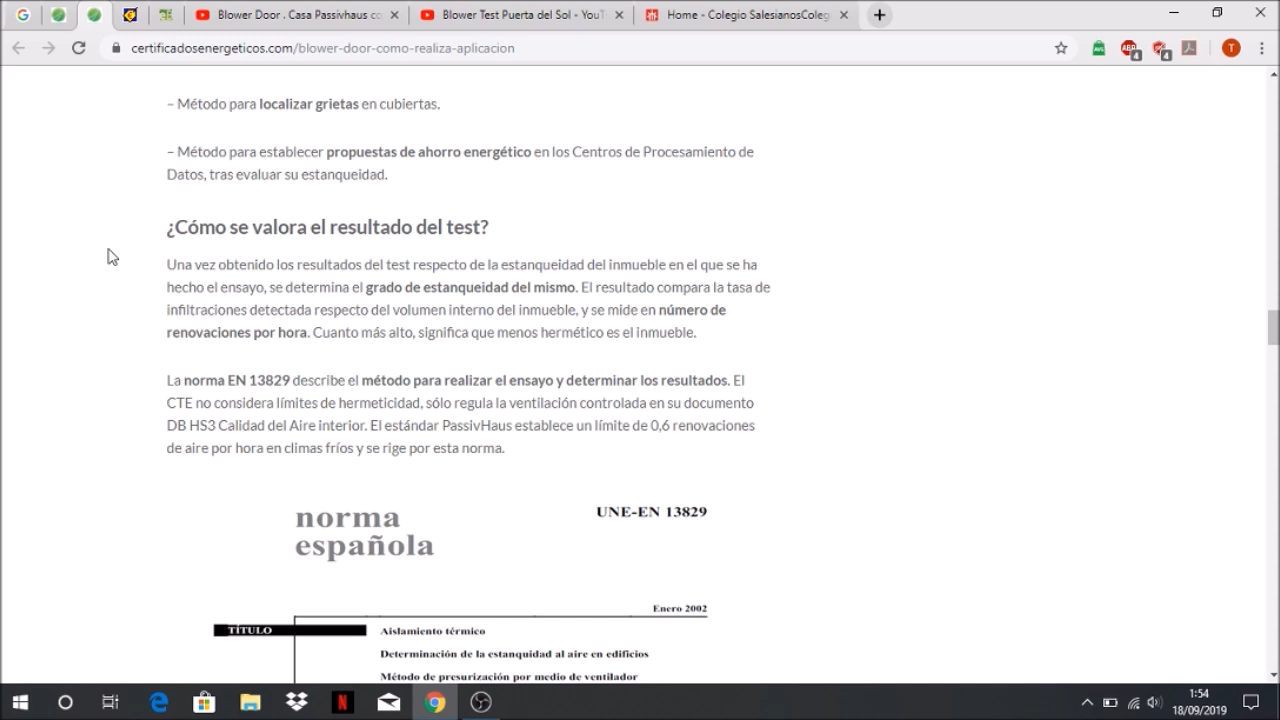 Blower Door . Casa Passivhaus co
Blower Test Puerta del Sol - YouT
Home - Colegio SalesianosColeg
certificadosenergeticos.com/blower-door-como-realiza-aplicacion
ABP
4
4
T
– Método para localizar grietas en cubiertas.
– Método para establecer propuestas de ahorro energético en los Centros de Procesamiento de
Datos, tras evaluar su estanqueidad.
¿Cómo se valora el resultado del test?
Una vez obtenido los resultados del test respecto de la estanqueidad del inmueble en el que se ha
hecho el ensayo, se determina el grado de estanqueidad del mismo. El resultado compara la tasa de
infiltraciones detectada respecto del volumen interno del inmueble, y se mide en número de
renovaciones por hora. Cuanto más alto, significa que menos hermético es el inmueble.
La norma EN 13829 describe el método para realizar el ensayo y determinar los resultados. El
CTE no considera límites de hermeticidad, sólo regula la ventilación controlada en su documento
DB HS3 Calidad del Aire interior. El estándar PassivHaus establece un límite de 0,6 renovaciones
de aire por hora en climas fríos y se rige por esta norma.
norma
española
UNE-EN 13829
Enero 2002
TÍTULO
Aislamiento térmico
Determinación de la estanquidad al aire en edificios
Método de presurización por medio de ventilador
1:54
18/09/2019